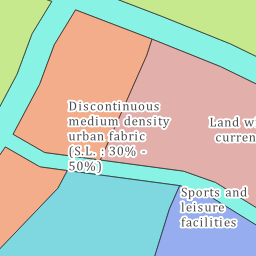 Discontinuous
medium density
urban fabric
(S.L. : 30% -
50%)
Land w
curren
Sports and
leisure
facilities